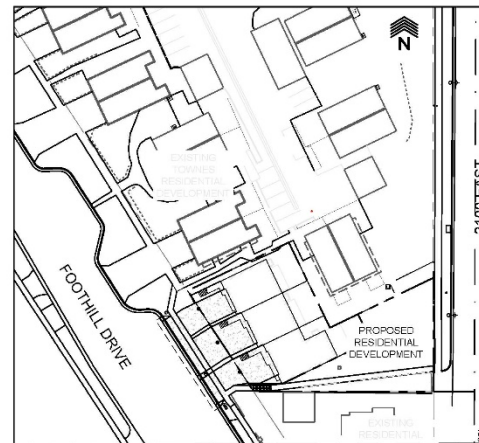 N
EXISTING
TOWNES
RESIDENTIAL
DEVELOPMENT
FOOTHILL DRIVE
PROPOSED
RESIDENTIAL
DEVELOPMENT
EXISTING
RESIDENTIAL